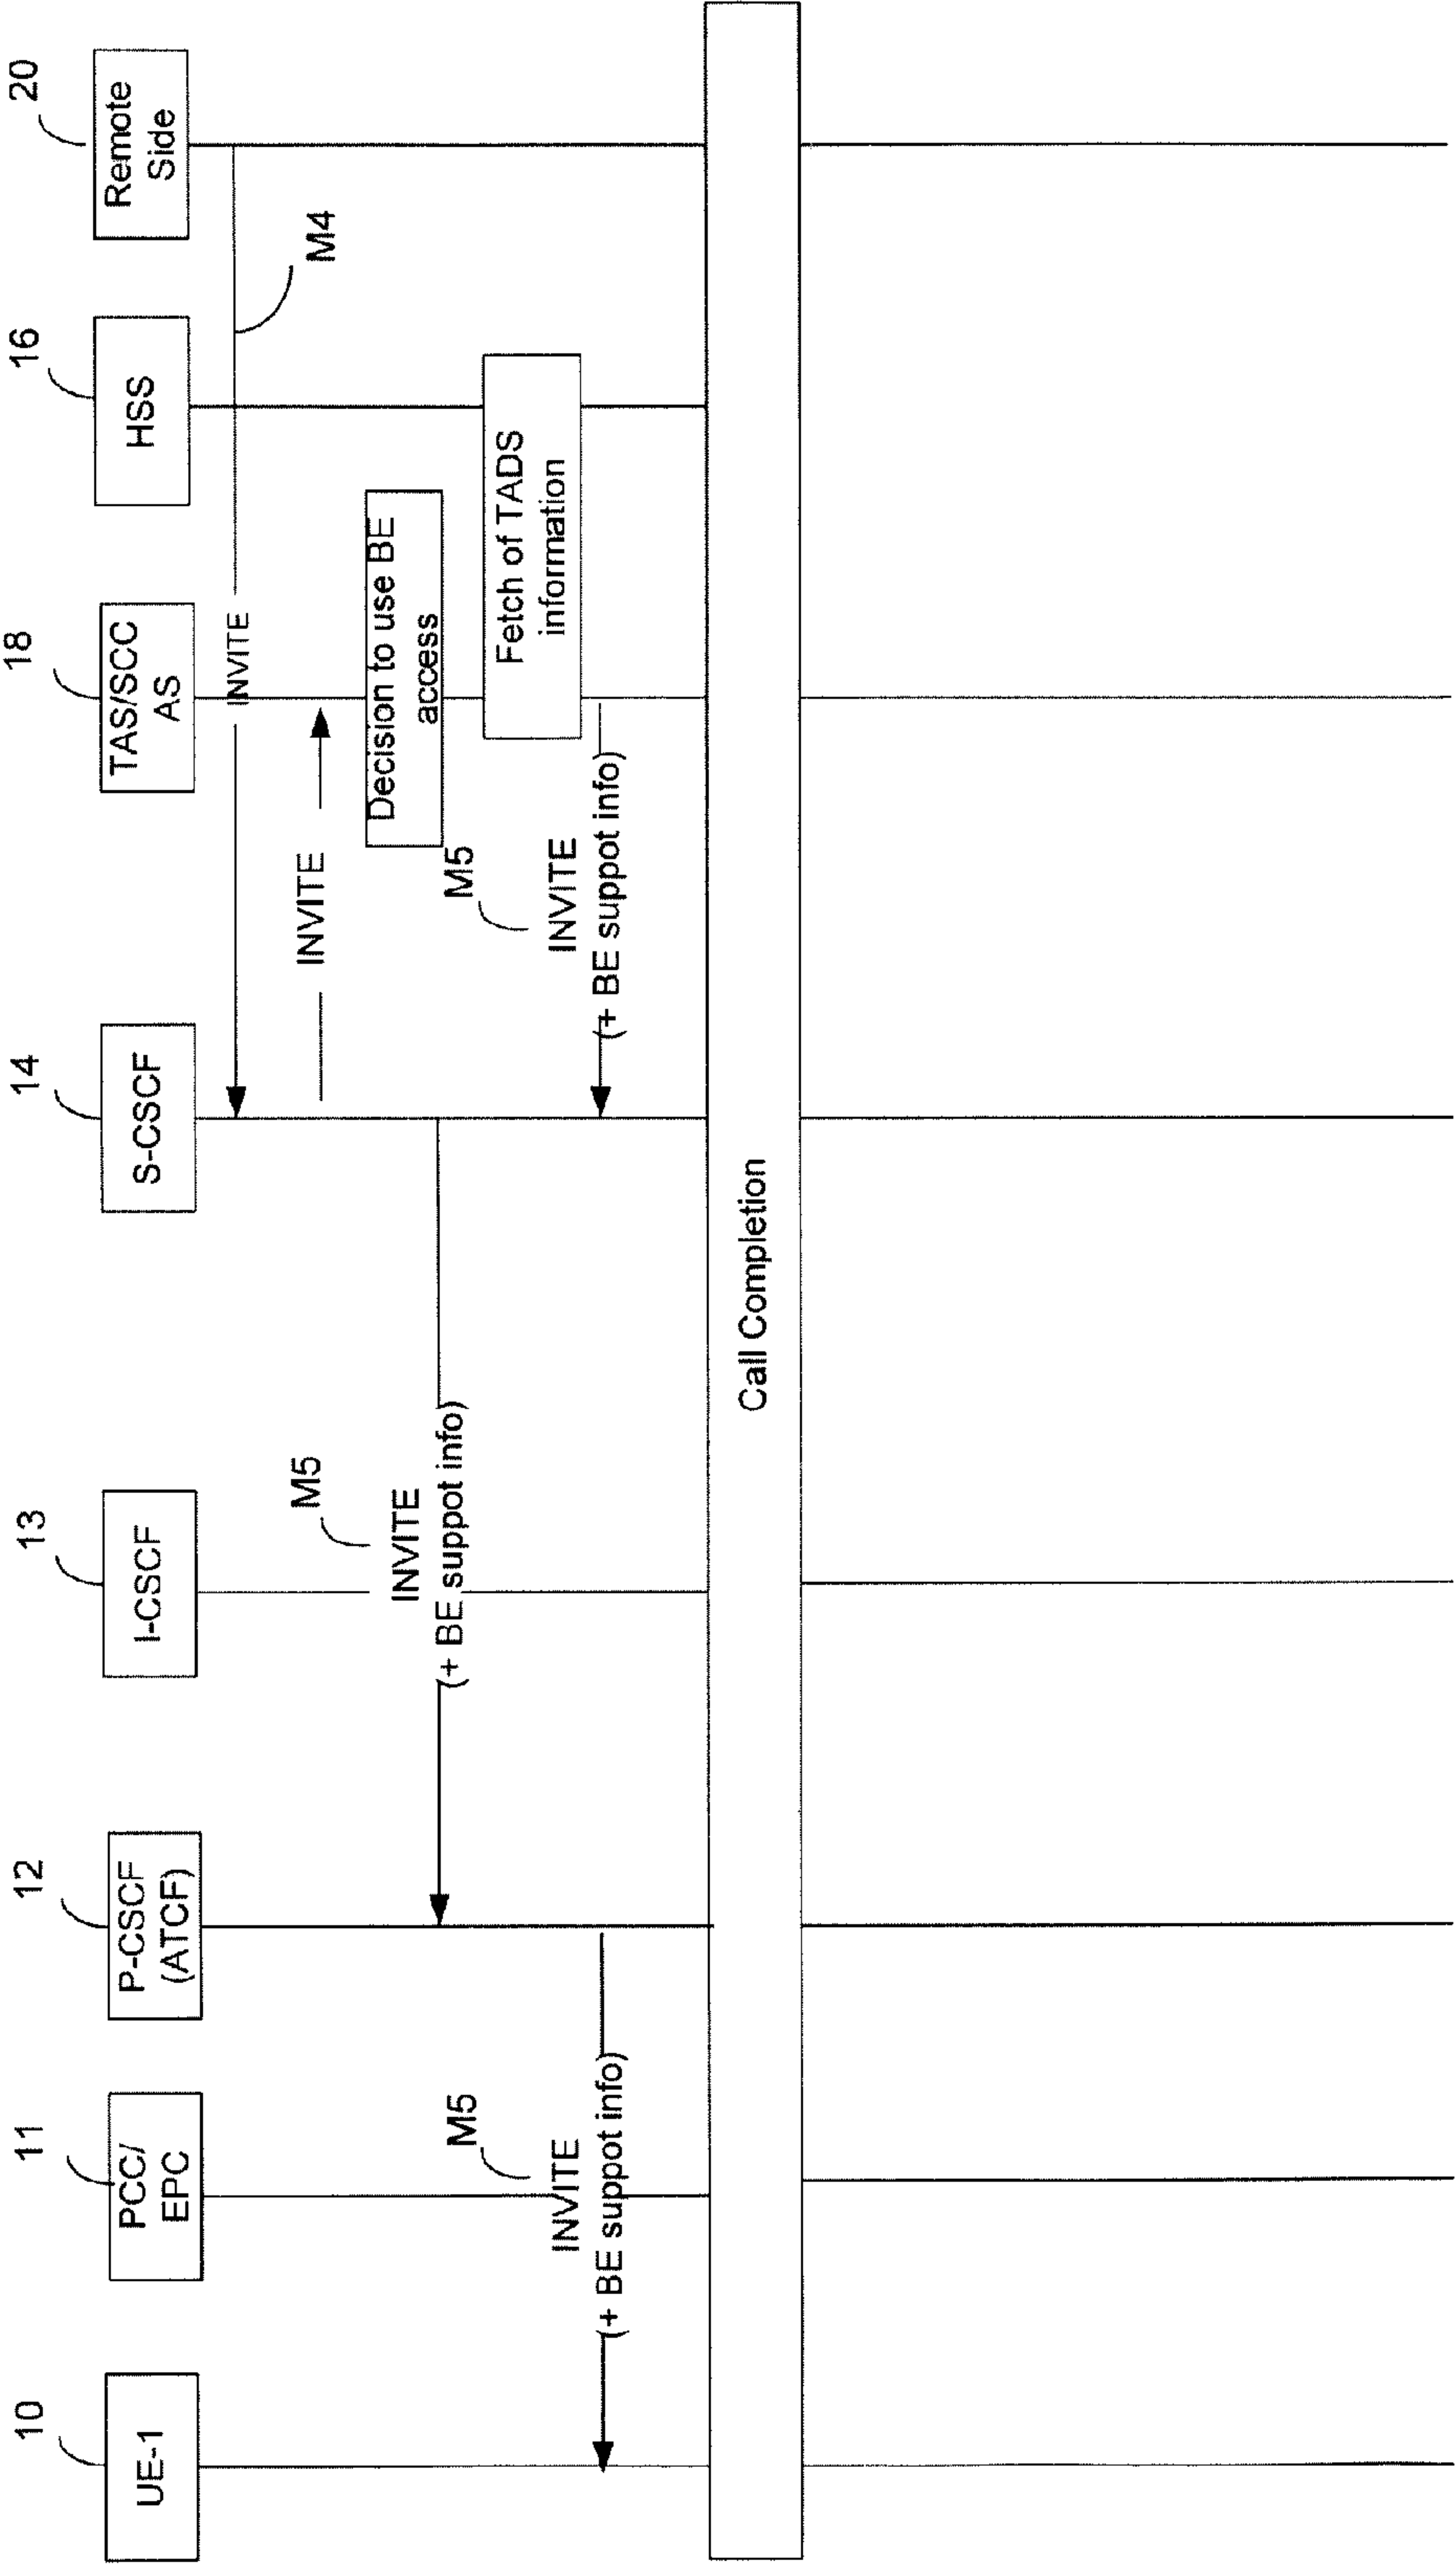 10
11
12
13
14
18
16
20
UE-1
PCC/
EPC
P-CSCF
(ATCF)
I-CSCF
S-CSCF
TAS/SCC
AS
HSS
Remote
Side
INVITE
M4
INVITE
Decision to use BE
access
M5
INVITE
(+ BE suppot info)
Fetch of TADS
information
M5
INVITE
(+ BE suppot info)
M5
INVITE
(+ BE suppot info)
Call Completion